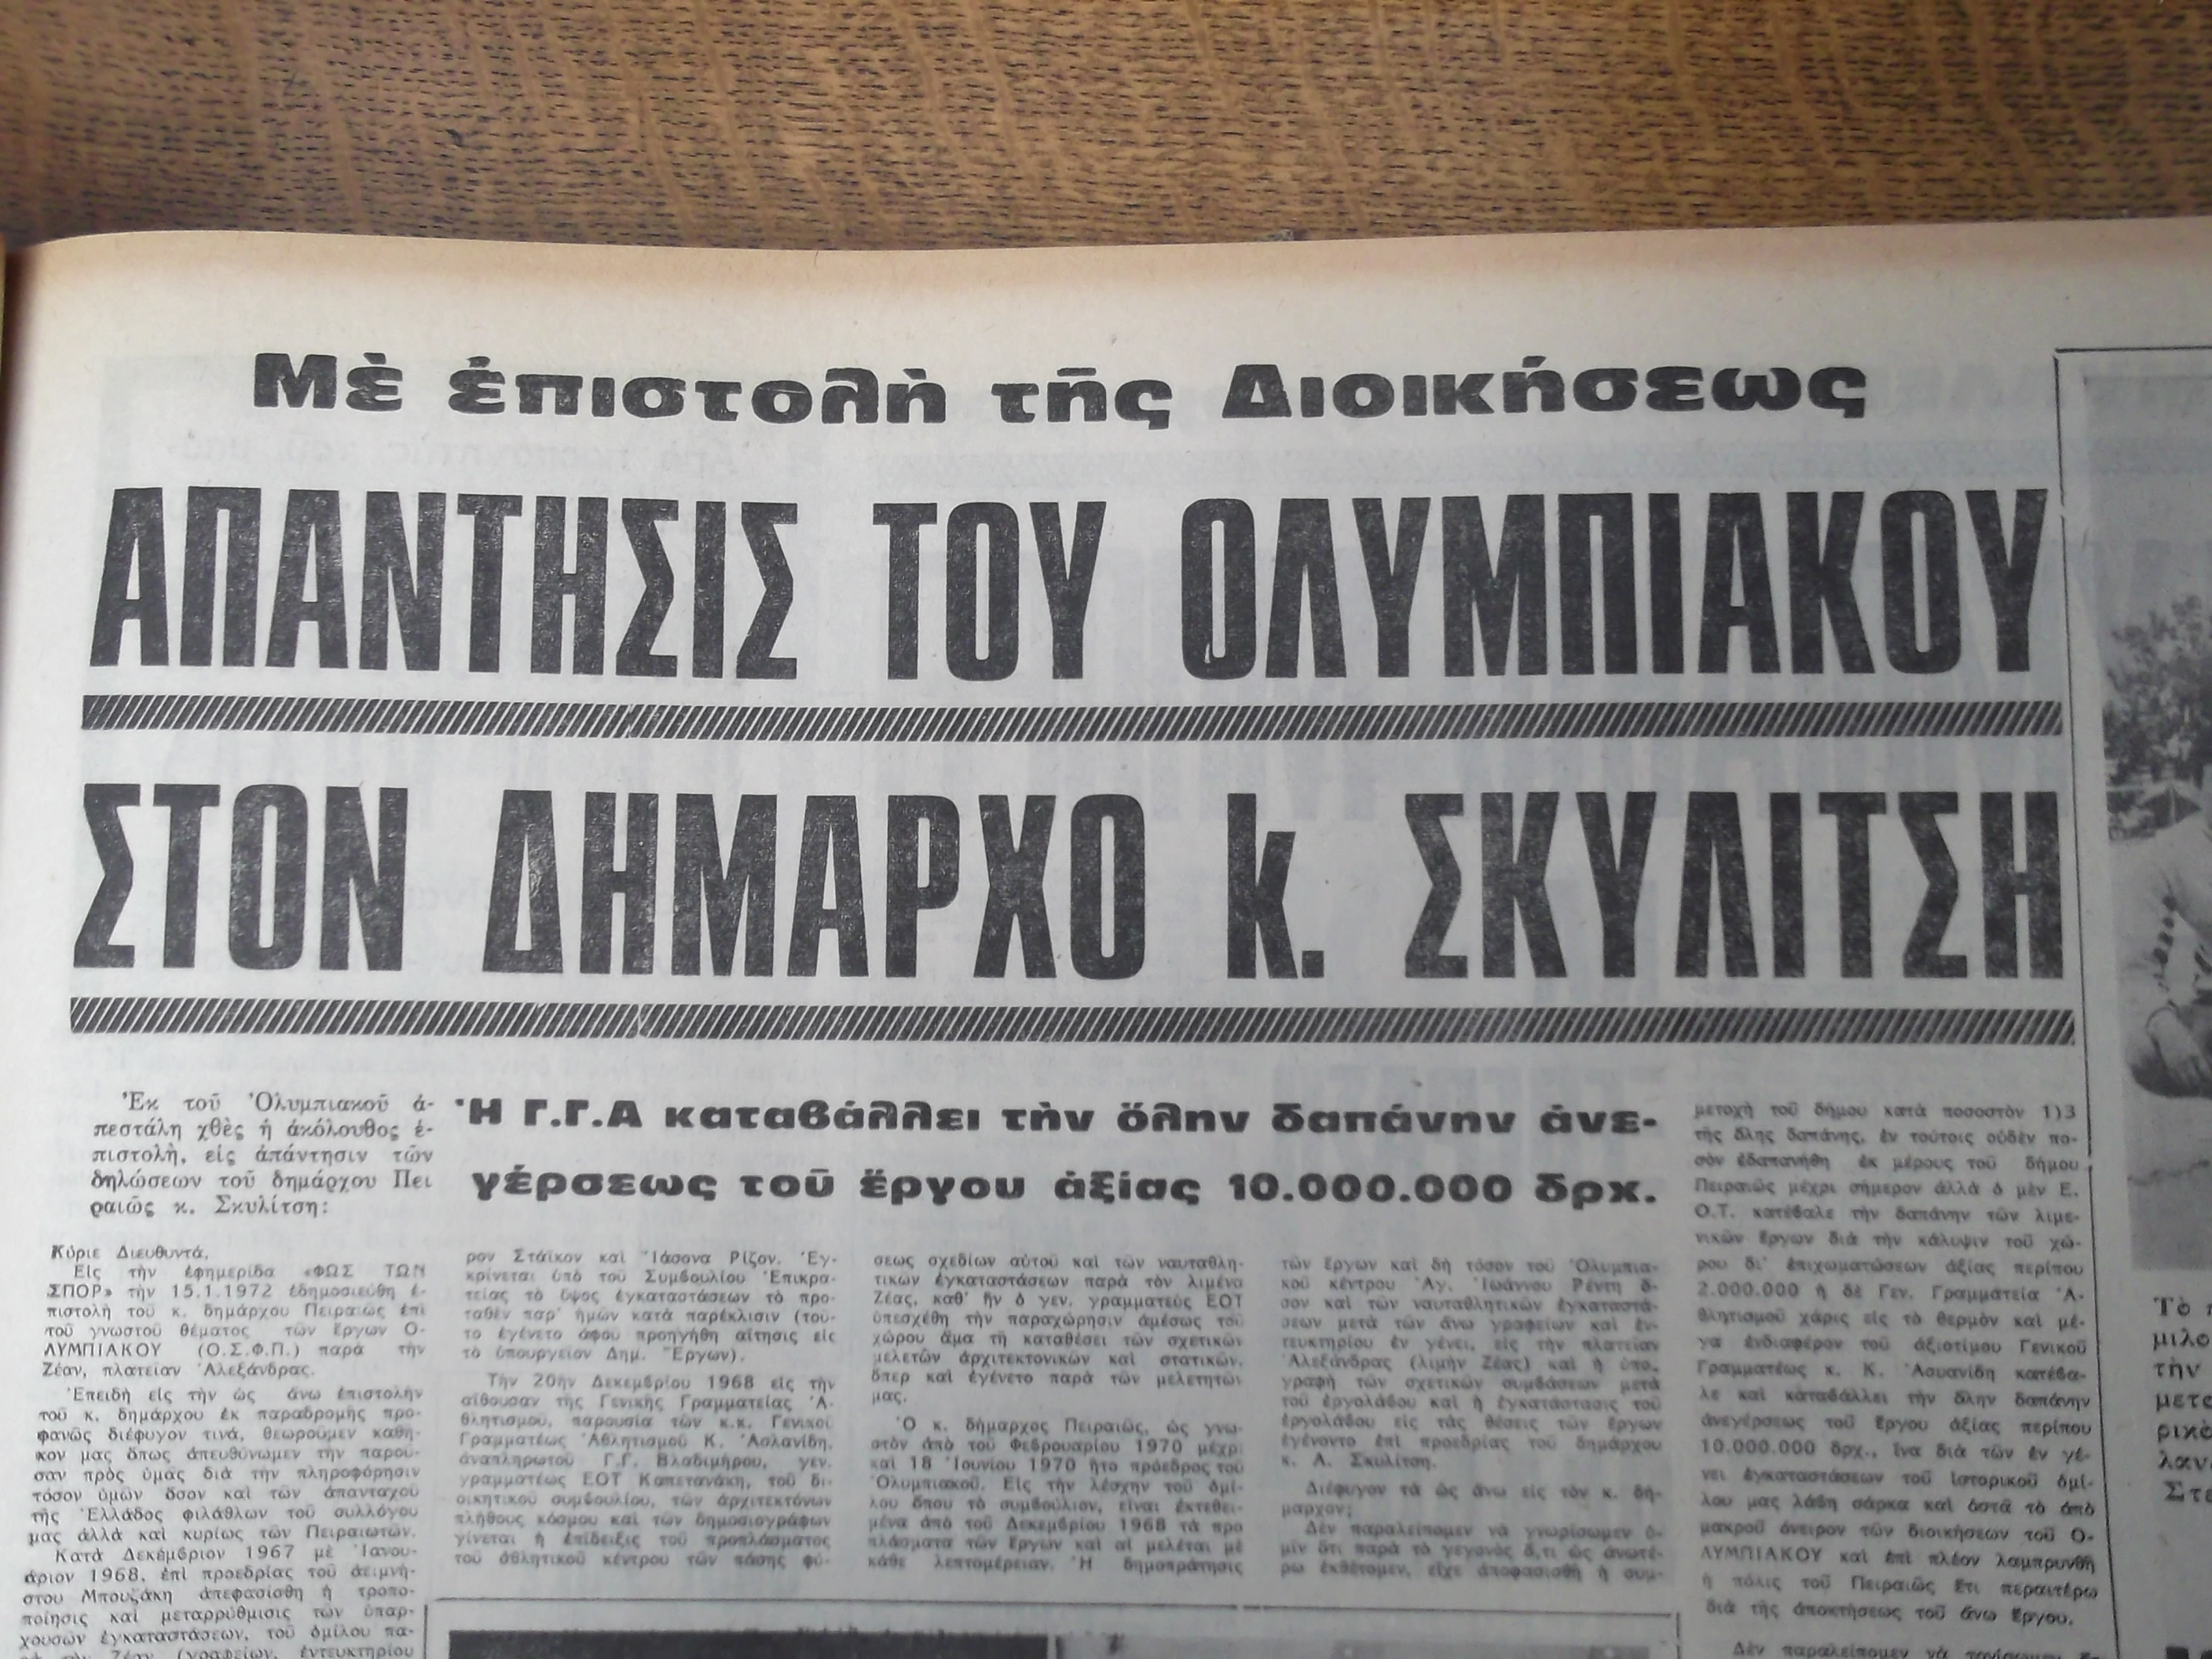 Μὲ ἐπιστολὴ τῆς Διοικήσεως
ΑΠΑΝΤΗΣΙΣ ΤΟΥ ΟΛΥΜΠΙΑΚΟΥ
ΣΤΟΝ ΔΗΜΑΡΧΟ κ. ΣΚΥΛΙΤΣΗ
Ἐκ τοῦ Ὀλυμπιακοῦ ἀ-
πεστάλη χθὲς ἡ ἀκόλουθος ἐ-
πιστολὴ, εἰς ἀπάντησιν τῶν
δηλώσεων τοῦ δημάρχου Πει
ραιῶς κ. Σκυλίτση:
Ἡ Γ.Γ.Α καταβάλλει τὴν ὅλην δαπάνην ἀνε-
γέρσεως τοῦ ἔργου ἀξίας 10.000.000 δρχ.
Κύριε Διευθυντά,
Εἰς τὴν ἐφημερίδα «ΦΩΣ ΤΩΝ
ΣΠΟΡ» τὴν 15.1.1972 ἐδημοσιεύθη ἐ-
πιστολὴ τοῦ κ. δημάρχου Πειραιῶς ἐπὶ
τοῦ γνωστοῦ θέματος τῶν ἔργων Ο-
ΛΥΜΠΙΑΚΟΥ (Ο.Σ.Φ.Π.) παρὰ τὴν
Ζέαν, πλατείαν Ἀλεξάνδρας.
Ἐπειδὴ εἰς τὴν ὡς ἄνω ἐπιστολὴν
τοῦ κ. δημάρχου ἐκ παραδρομῆς προ-
φανῶς διέφυγον τινά, θεωροῦμεν καθῆ-
κον μας ὅπως ἀπευθύνωμεν τὴν παροῦ-
σαν πρὸς ὑμᾶς διὰ τὴν πληροφόρησιν
τόσον ὑμῶν ὅσον καὶ τῶν ἁπανταχοῦ
τῆς Ἑλλάδος φιλάθλων τοῦ συλλόγου
μας ἀλλὰ καὶ κυρίως τῶν Πειραιωτῶν.
Κατὰ Δεκέμβριον 1967 μὲ Ἰανου-
άριον 1968, ἐπὶ προεδρίας τοῦ ἀειμνή-
στου Μπουζάκη ἀπεφασίσθη ἡ τροπο-
ποίησις καὶ μεταρρύθμισις τῶν ὑπαρ-
χουσῶν ἐγκαταστάσεων, τοῦ ὁμίλου πα-
ρὰ τὴν Ζέαν (γραφείων, ἐντευκτηρίου
ρον Στάϊκον καὶ Ἰάσονα Ρίζον. Ἐγ-
κρίνεται ὑπὸ τοῦ Συμβουλίου Ἐπικρα-
τείας τὸ ὕψος ἐγκαταστάσεων τὸ προ-
ταθὲν παρ' ἡμῶν κατὰ παρέκλισιν (τοῦ-
το ἐγένετο ἀφοῦ προηγήθη αἴτησις εἰς
τὸ ὑπουργεῖον Δημ. Ἔργων).
Τὴν 20ὴν Δεκεμβρίου 1968 εἰς τὴν
αἴθουσαν τῆς Γενικῆς Γραμματείας Ἀ-
θλητισμοῦ, παρουσία τῶν κ.κ. Γενικοῦ
Γραμματέως Ἀθλητισμοῦ Κ. Ἀσλανίδη,
ἀναπληρωτοῦ Γ.Γ. Βλαδιμήρου, γεν.
γραμματέως ΕΟΤ Καπετανάκη, τοῦ δι-
οικητικοῦ συμβουλίου, τῶν ἀρχιτεκτόνων
πλήθους κόσμου καὶ τῶν δημοσιογράφων
γίνεται ἡ ἐπίδειξις τοῦ προπλάσματος
τοῦ ἀθλητικοῦ κέντρου τῶν πάσης φύ-
σεως σχεδίων αὐτοῦ καὶ τῶν ναυταθλη-
τικῶν ἐγκαταστάσεων παρὰ τὸν λιμένα
Ζέας, καθ' ἣν ὁ γεν. γραμματεὺς ΕΟΤ
ὑπεσχέθη τὴν παραχώρησιν ἀμέσως τοῦ
χώρου ἅμα τῇ καταθέσει τῶν σχετικῶν
μελετῶν ἀρχιτεκτονικῶν καὶ στατικῶν,
ὅπερ καὶ ἐγένετο παρὰ τῶν μελετητῶν
μας.
Ὁ κ. δήμαρχος Πειραιῶς, ὡς γνω-
στὸν ἀπὸ τοῦ Φεβρουαρίου 1970 μέχρι
καὶ 18 Ἰουνίου 1970 ἦτο πρόεδρος τοῦ
Ὀλυμπιακοῦ. Εἰς τὴν λέσχην τοῦ ὁμί-
λου ὅπου τὸ συμβούλιον, εἶναι ἐκτεθει-
μένα ἀπὸ τοῦ Δεκεμβρίου 1968 τὰ προ
πλάσματα τῶν ἔργων καὶ αἱ μελέται μὲ
κάθε λεπτομέρειαν. Ἡ δημοπράτησις
τῶν ἔργων καὶ δὴ τόσον τοῦ Ὀλυμπια-
κοῦ κέντρου Ἁγ. Ἰωάννου Ρέντη ὅ-
σον καὶ τῶν ναυταθλητικῶν ἐγκαταστά-
σεων μετὰ τῶν ἄνω γραφείων καὶ ἐν-
τευκτηρίου ἐν γένει, εἰς τὴν πλατεῖαν
Ἀλεξάνδρας (λιμὴν Ζέας) καὶ ἡ ὑπο-
γραφὴ τῶν σχετικῶν συμβάσεων μετὰ
τοῦ ἐργολάβου καὶ ἡ ἐγκατάστασις τοῦ
ἐργολάβου εἰς τὰς θέσεις τῶν ἔργων
ἐγένοντο ἐπὶ προεδρίας τοῦ δημάρχου
κ. Α. Σκυλίτση.
Διέφυγον τὰ ὡς ἄνω εἰς τὸν κ. δή-
μαρχον;
Δὲν παραλείπομεν νὰ γνωρίσωμεν ὑ-
μῖν ὅτι παρὰ τὸ γεγονὸς ὅ,τι ὡς ἀνωτέ-
ρω ἐκθέτομεν, εἶχε ἀποφασισθῆ ἡ συμ-
μετοχὴ τοῦ δήμου κατὰ ποσοστὸν 1)3
τῆς ὅλης δαπάνης, ἐν τούτοις οὐδὲν πο-
σὸν ἐδαπανήθη ἐκ μέρους τοῦ δήμου
Πειραιῶς μέχρι σήμερον ἀλλὰ ὁ μὲν Ε.
Ο.Τ. κατέβαλε τὴν δαπάνην τῶν λιμε-
νικῶν ἔργων διὰ τὴν κάλυψιν τοῦ χώ-
ρου δι' ἐπιχωματώσεων ἀξίας περίπου
2.000.000 ἡ δὲ Γεν. Γραμματεία Ἀ-
θλητισμοῦ χάρις εἰς τὸ θερμὸν καὶ μέ-
γα ἐνδιαφέρον τοῦ ἀξιοτίμου Γενικοῦ
Γραμματέως κ. Κ. Ἀσυανίδη κατέβα-
λε καὶ καταβάλλει τὴν ὅλην δαπάνην
ἀνεγέρσεως τοῦ ἔργου ἀξίας περίπου
10.000.000 δρχ., ἵνα διὰ τῶν ἐν γέ-
νει ἐγκαταστάσεων τοῦ ἱστορικοῦ ὁμί-
λου μας λάβη σάρκα καὶ ὀστᾶ τὸ ἀπὸ
μακροῦ ὄνειρον τῶν διοικήσεων τοῦ Ο-
ΛΥΜΠΙΑΚΟΥ καὶ ἐπὶ πλέον λαμπρυνθῆ
ἡ πόλις τοῦ Πειραιῶς ἔτι περαιτέρω
διὰ τῆς ἀποκτήσεως τοῦ ἄνω ἔργου.
Δὲν παραλείπομεν νὰ
Τὸ
μιλο
τὴν
μετα
ρικο
λαν
Στε